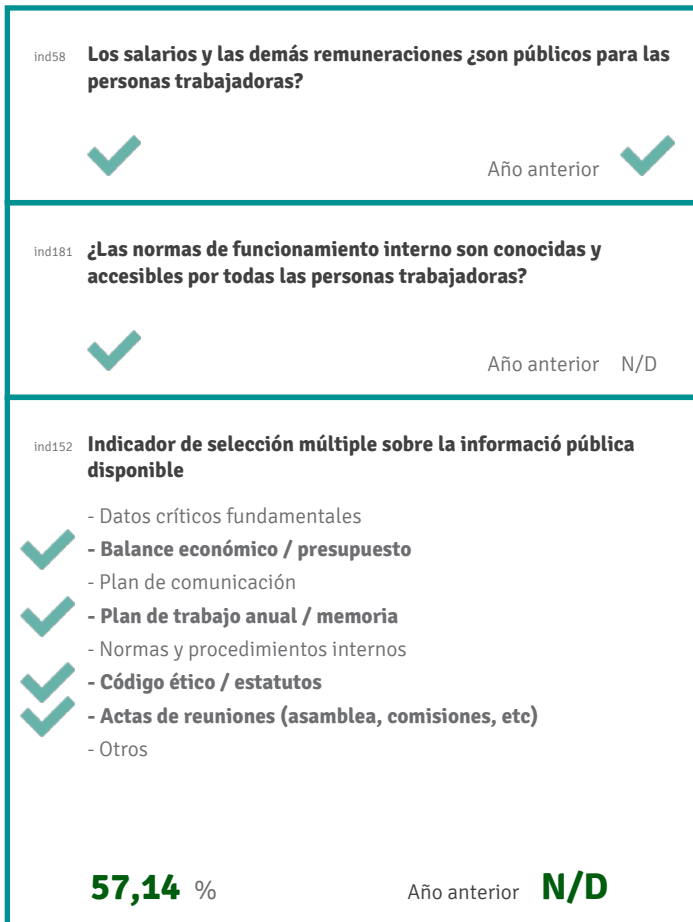 ind58 Los salarios y las demás remuneraciones ¿son públicos para las
personas trabajadoras?
Año anterior
ind181 ¿Las normas de funcionamiento interno son conocidas y
accesibles por todas las personas trabajadoras?
Año anterior N/D
ind152 Indicador de selección múltiple sobre la informació pública
disponible
- Datos críticos fundamentales
- Balance económico / presupuesto
- Plan de comunicación
- Plan de trabajo anual / memoria
- Normas y procedimientos internos
- Código ético / estatutos
- Actas de reuniones (asamblea, comisiones, etc)
- Otros
57,14 % Año anterior N/D